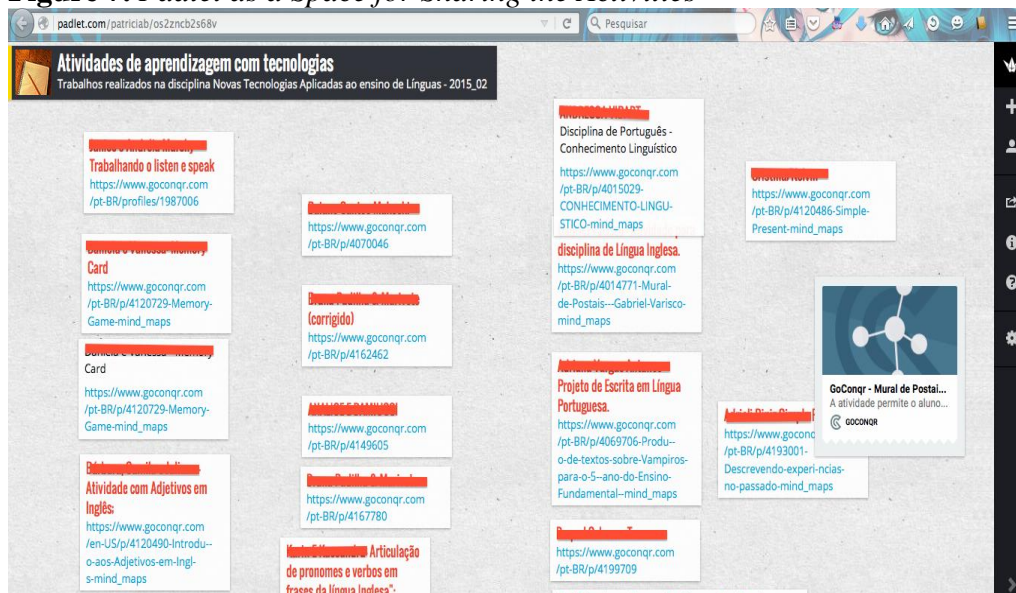 Padlet as a Space for Sharing the Activities
padlet.com/patriciab/os2zncb2s68v
Pesquisar
Atividades de aprendizagem com tecnologias
Trabalhos realizados na disciplina Novas Tecnologias Aplicadas ao ensino de Línguas - 2015_02
Trabalhando o listen e speak
https://www.goconqr.com
/pt-BR/profiles/1987006
Card
https://www.goconqr.com
/pt-BR/p/4120729-Memory-
Game-mind_maps
Card
https://www.goconqr.com
/pt-BR/p/4120729-Memory-
Game-mind_maps
Atividade com Adjetivos em
Inglês;
https://www.goconqr.com
/en-US/p/4120490-Introdu--
o-aos-Adjetivos-em-Ingl-
s-mind_maps
https://www.goconqr.com
/pt-BR/p/4070046
(corrigido)
https://www.goconqr.com
/pt-BR/p/4162462
https://www.goconqr.com
/pt-BR/p/4149605
https://www.goconqr.com
/pt-BR/p/4167780
Articulação
de pronomes e verbos em
frases da língua Inglesa";
Disciplina de Português -
Conhecimento Linguístico
https://www.goconqr.com
/pt-BR/p/4015029-
CONHECIMENTO-LINGU-
STICO-mind_maps
disciplina de Língua Inglesa.
https://www.goconqr.com
/pt-BR/p/4014771-Mural-
de-Postais---Gabriel-Varisco-
mind_maps
Projeto de Escrita em Língua
Portuguesa.
https://www.goconqr.com
/pt-BR/p/4069706-Produ--
o-de-textos-sobre-Vampiros-
para-o-5--ano-do-Ensino-
Fundamental--mind_maps
https://www.goconqr.com
/pt-BR/p/4199709
https://www.goconqr.com
/pt-BR/p/4120486-Simple-
Present-mind_maps
https://www.gocond
/pt-BR/p/4193001-
Descrevendo-experi-ncias-
no-passado-mind_maps
GoConqr - Mural de Postai...
A atividade permite o aluno...
GOCONQR